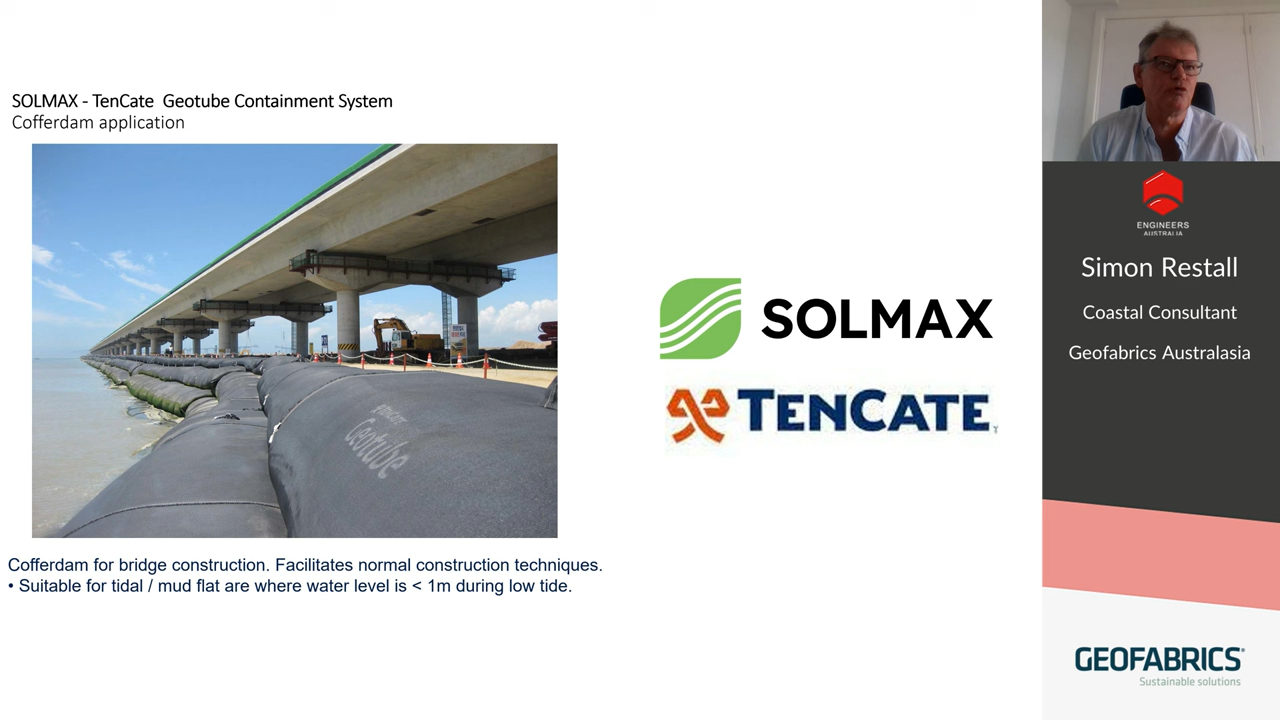 SOLMAX - TenCate Geotube Containment System
Cofferdam application
Geotube
Cofferdam for bridge construction. Facilitates normal construction techniques.
• Suitable for tidal / mud flat are where water level is < 1m during low tide.
SOLMAX
TENCATE
ENGINEERS
AUSTRALIA
Simon Restall
Coastal Consultant
Geofabrics Australasia
GEOFABRICS
Sustainable solutions